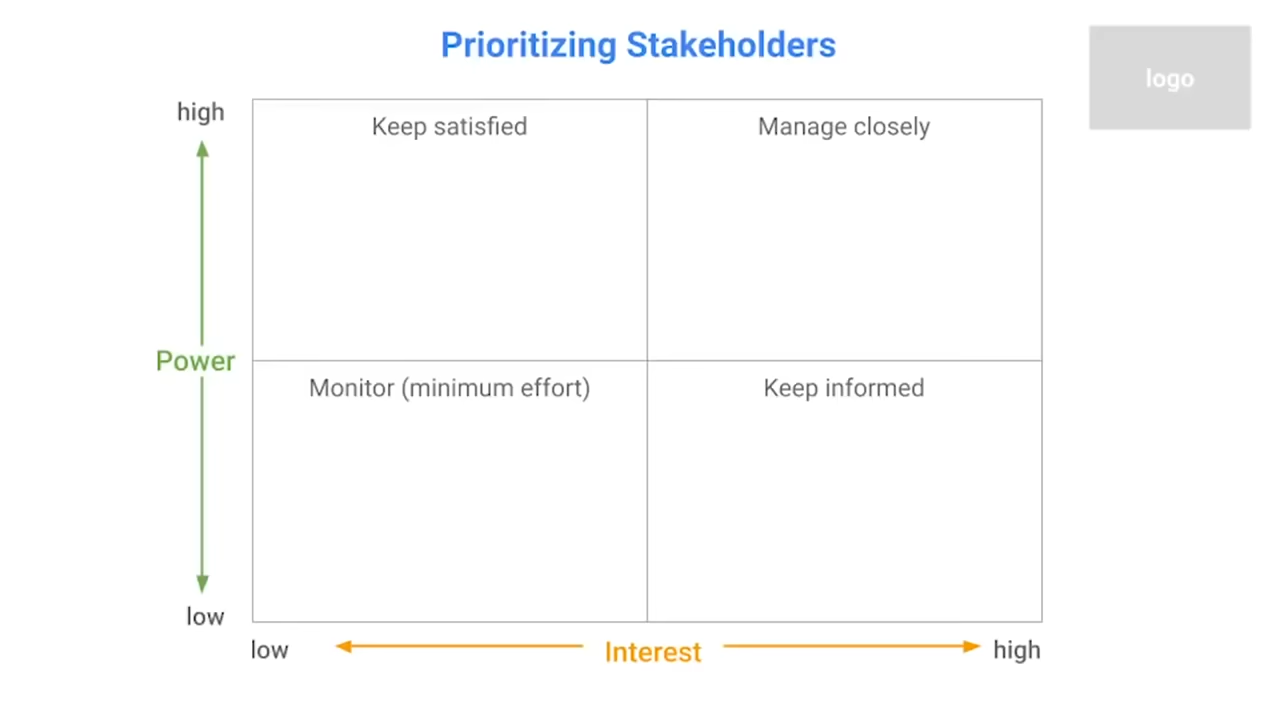 Prioritizing Stakeholders
logo
high
Keep satisfied
Manage closely
Power
Monitor (minimum effort)
Keep informed
low
low
Interest
high